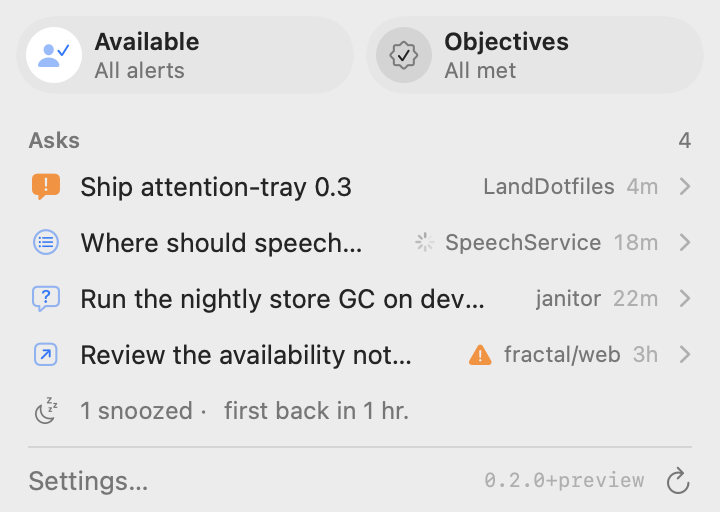 Available
All alerts
Objectives
All met
Asks 4
Ship attention-tray 0.3 LandDotfiles 4m
Where should speech... SpeechService 18m
Run the nightly store GC on dev... janitor 22m
Review the availability not... fractal/web 3h
1 snoozed · first back in 1 hr.
Settings... 0.2.0+preview